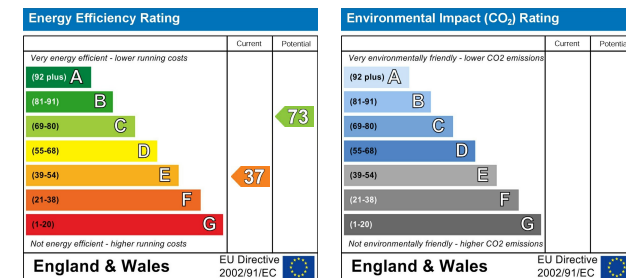 Energy Efficiency Rating
Current Potential
Very energy efficient - lower running costs
(92 plus) A
(81-91) B
(69-80) C
73
(55-68) D
(39-54) E
37
(21-38) F
(1-20) G
Not energy efficient - higher running costs
England & Wales
EU Directive
2002/91/EC
Environmental Impact (CO2) Rating
Current Potential
Very environmentally friendly - lower CO2 emissions
(92 plus) A
(81-91) B
(69-80) C
(55-68) D
(39-54) E
(21-38) F
(1-20) G
Not environmentally friendly - higher CO2 emissions
England & Wales
EU Directive
2002/91/EC